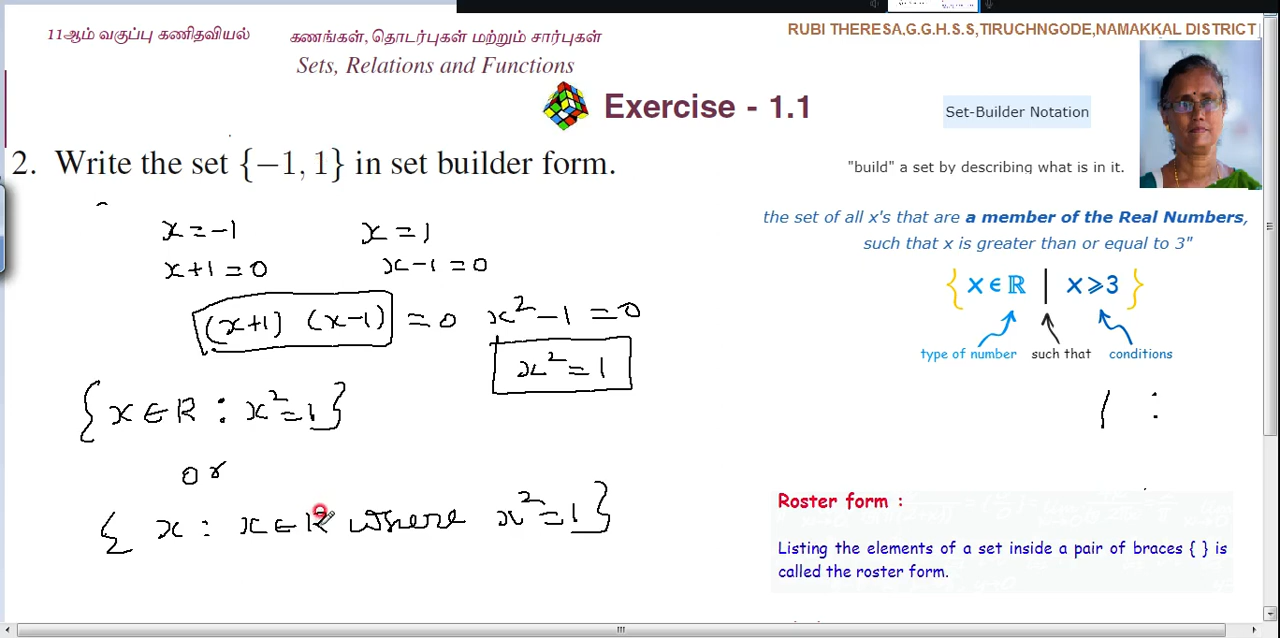 11ஆம் வகுப்பு கணிதவியல்
கணங்கள், தொடர்புகள் மற்றும் சார்புகள்
Sets, Relations and Functions
RUBI THERESA,G.G.H.S.S,TIRUCHNGODE,NAMAKKAL DISTRICT
Exercise - 1.1
Set-Builder Notation
2. Write the set {−1, 1} in set builder form.
"build" a set by describing what is in it.
x = -1 x = 1
x+1 = 0 x-1 = 0
(x+1) (x-1) = 0 x² - 1 = 0
x² = 1
{x ∈ R : x² = 1}
or
{ x : x ∈ R where x² = 1}
the set of all x's that are a member of the Real Numbers,
such that x is greater than or equal to 3"
{ x ∈ ℝ | x ⩾ 3 }
type of number such that conditions
| :
Roster form :
Listing the elements of a set inside a pair of braces { } is
called the roster form.